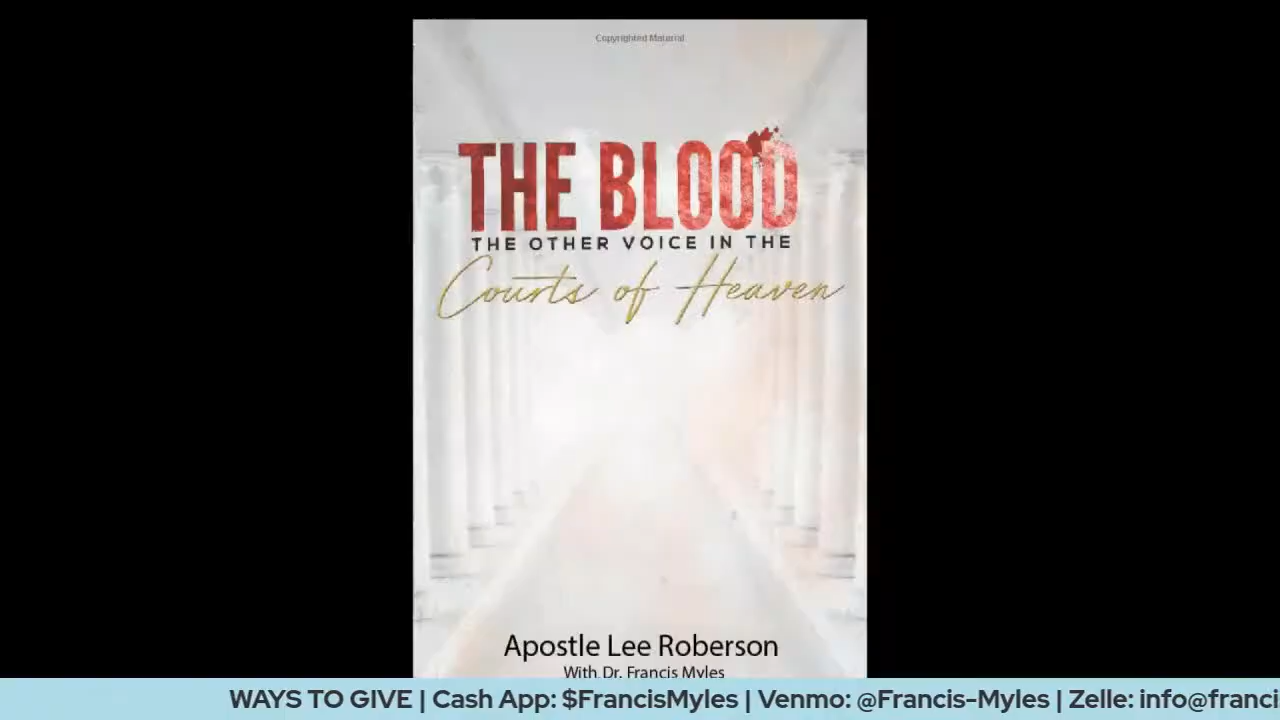 Copyrighted Material
THE BLOOD
THE OTHER VOICE IN THE
Courts of Heaven
Apostle Lee Roberson
With Dr. Francis Myles
WAYS TO GIVE | Cash App: $FrancisMyles | Venmo: @Francis-Myles | Zelle: info@franci